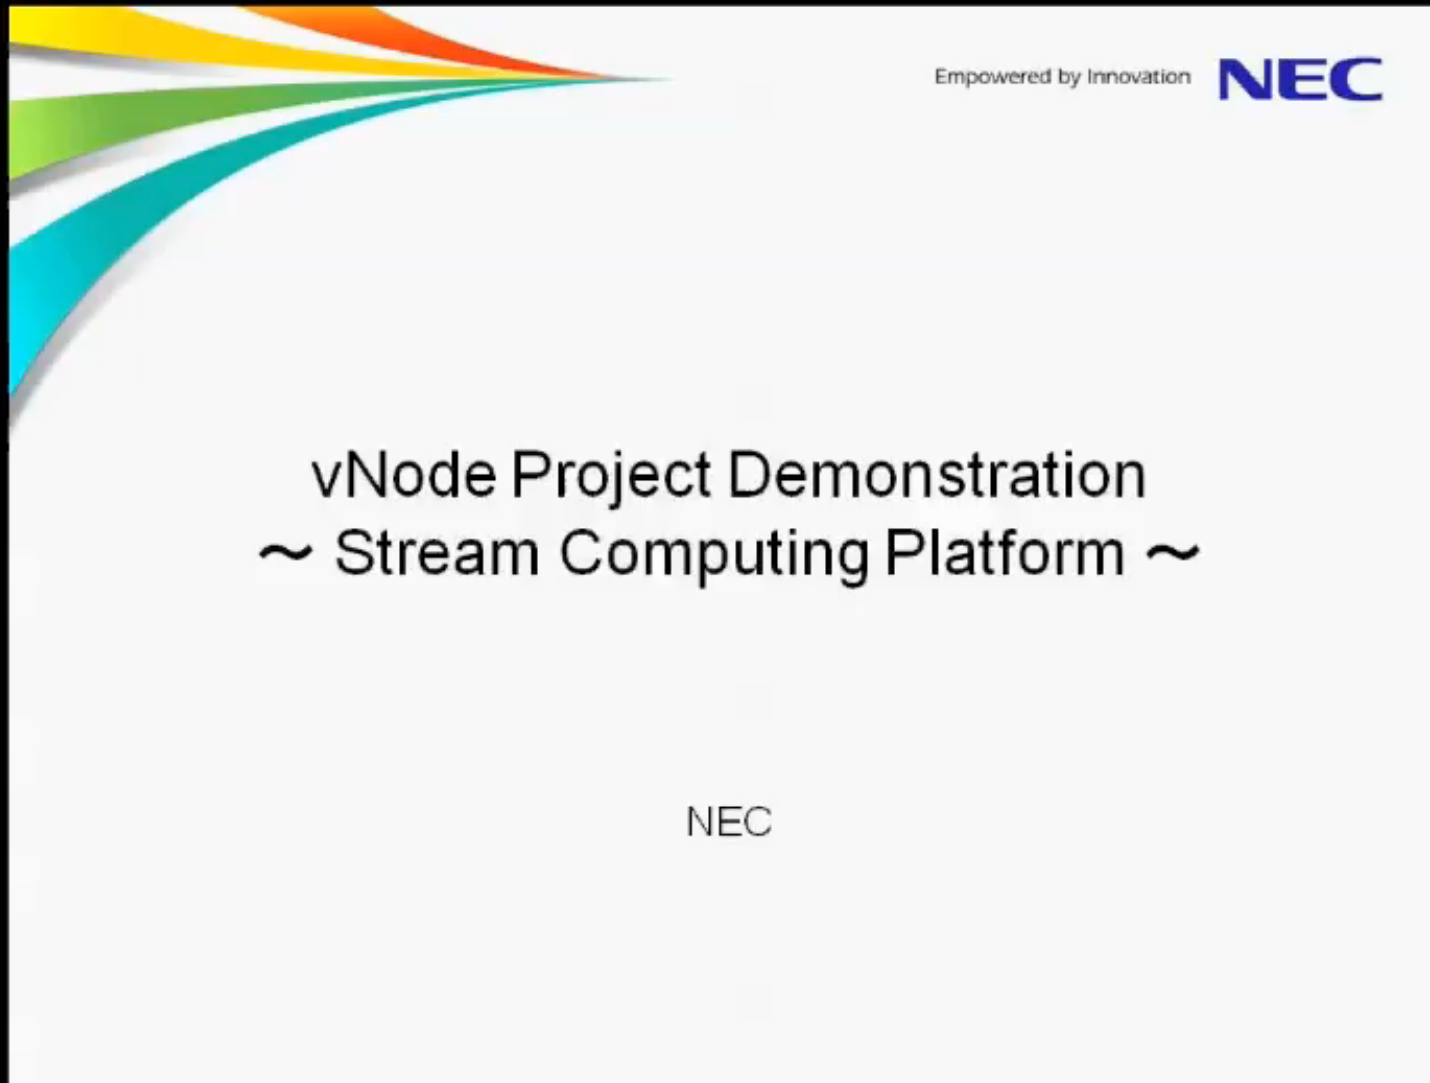 Empowered by Innovation NEC
vNode Project Demonstration
～ Stream Computing Platform ～
NEC